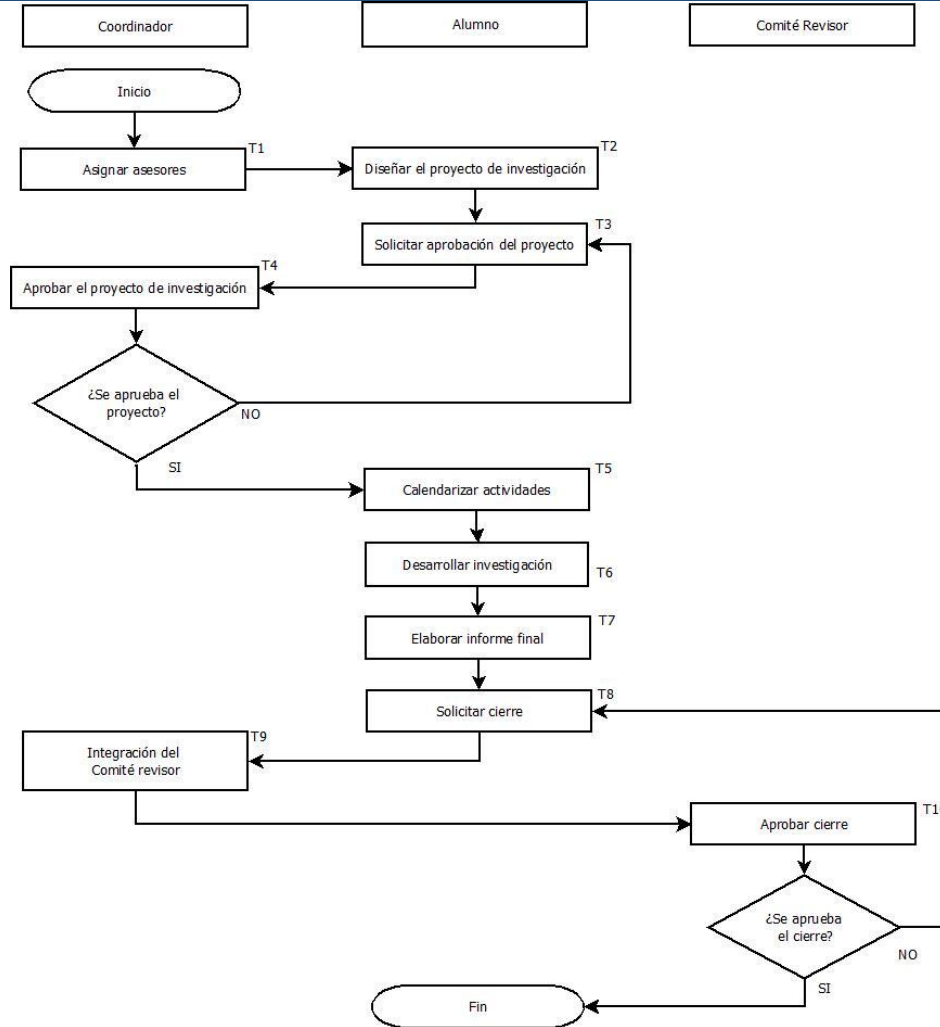 Coordinador
Alumno
Comité Revisor
Inicio
T1
Asignar asesores
T2
Diseñar el proyecto de investigación
T3
Solicitar aprobación del proyecto
T4
Aprobar el proyecto de investigación
¿Se aprueba el
proyecto?
NO
SI
T5
Calendarizar actividades
Desarrollar investigación
T6
T7
Elaborar informe final
T8
Solicitar cierre
T9
Integración del
Comité revisor
Aprobar cierre
¿Se aprueba
el cierre?
NO
SI
Fin